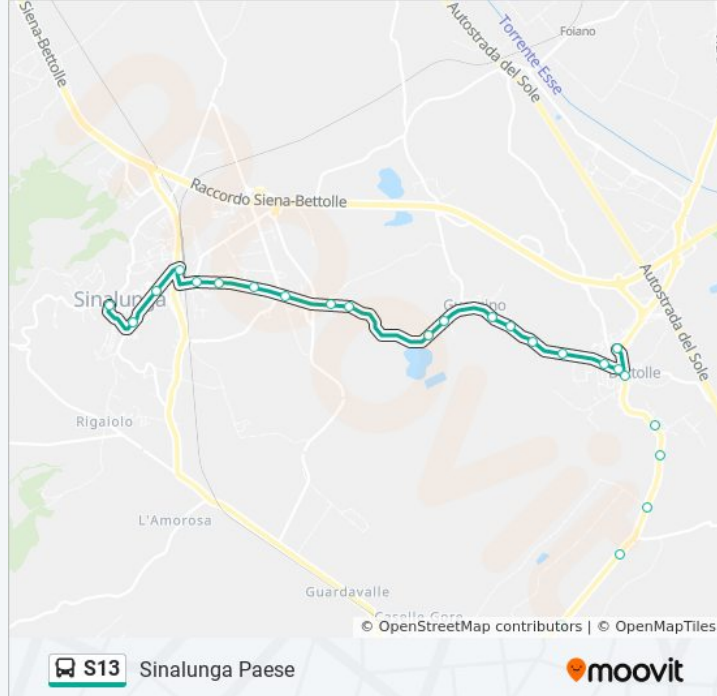 Siena-Bettolle
Autostrada del Sole
Torrente Esse
Foiano
Raccordo Siena-Bettolle
Sinalunga
Autostrada del Sole
Rigaiolo
L'Amorosa
Guardavalle
© OpenStreetMap contributors | © OpenMapTiles
S13 Sinalunga Paese
moovit